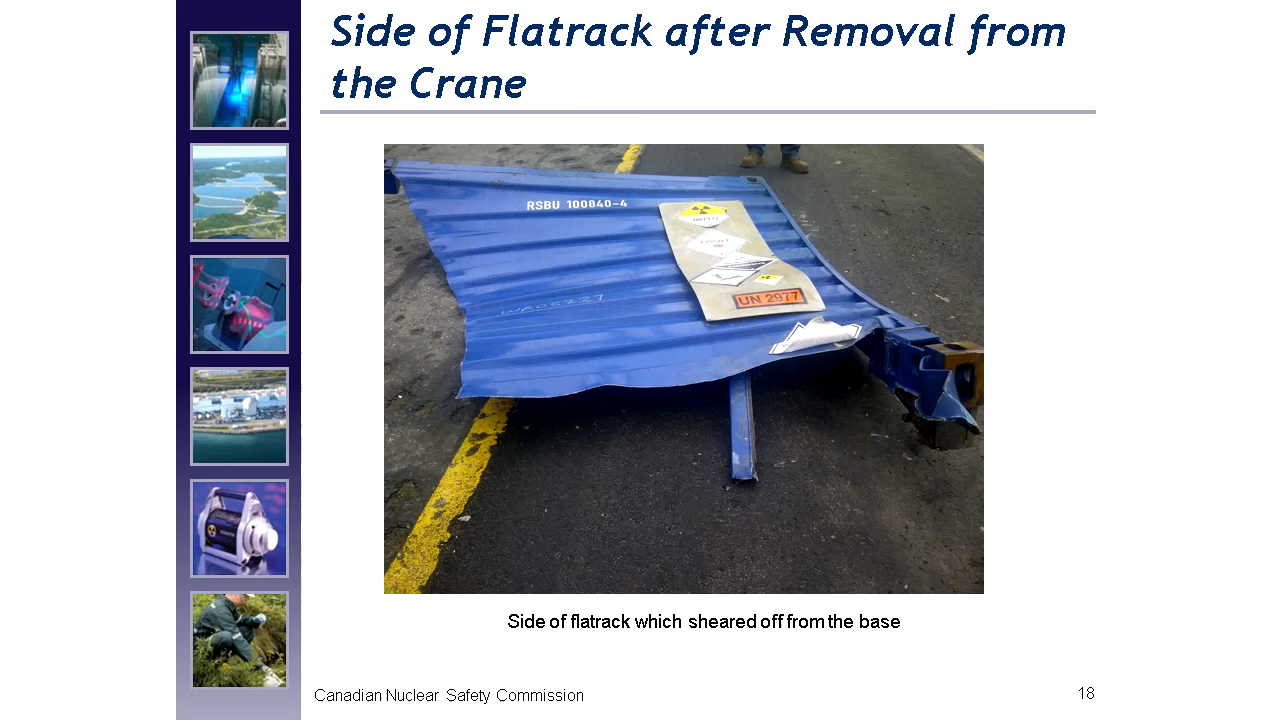 Side of Flatrack after Removal from
the Crane
RSBU 100840-4
UN 2977
Side of flatrack which sheared off from the base
Canadian Nuclear Safety Commission
18